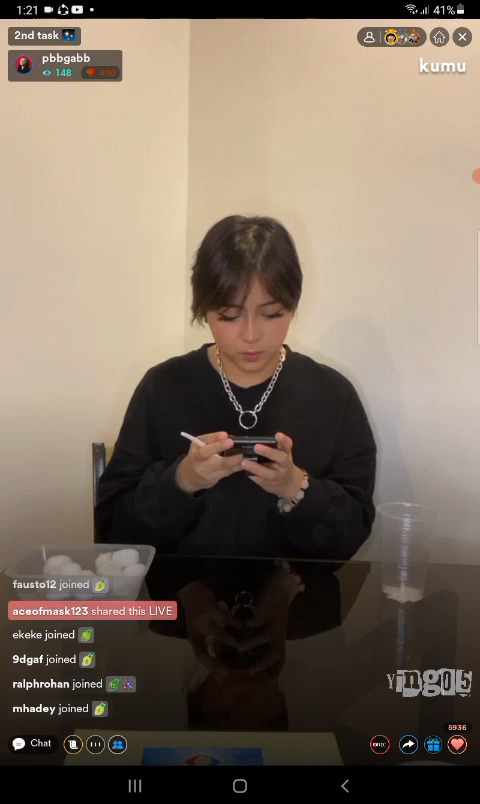 1:21
41%
2nd task
pbbgabb
148
kumu
fausto12 joined
aceofmask123 shared this LIVE
ekeke joined
9dgaf joined
ralphrohan joined
mhadey joined
Yingo5
5936
Chat